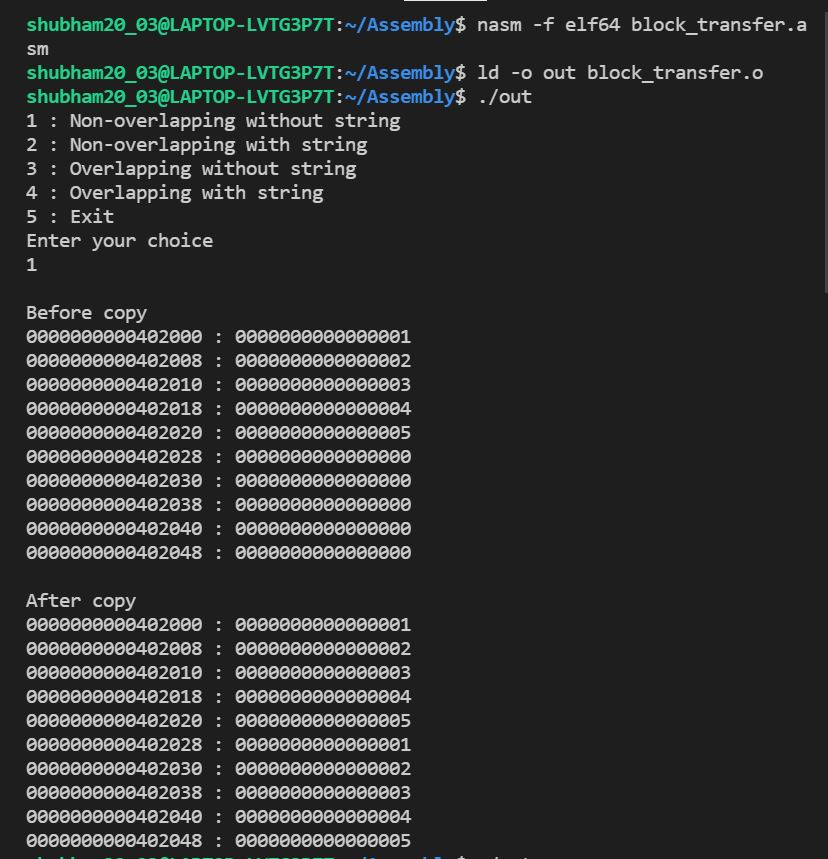 shubham20_03@LAPTOP-LVTG3P7T:~/Assembly$ nasm -f elf64 block_transfer.a
sm
shubham20_03@LAPTOP-LVTG3P7T:~/Assembly$ ld -o out block_transfer.o
shubham20_03@LAPTOP-LVTG3P7T:~/Assembly$ ./out
1 : Non-overlapping without string
2 : Non-overlapping with string
3 : Overlapping without string
4 : Overlapping with string
5 : Exit
Enter your choice
1

Before copy
0000000000402000 : 0000000000000001
0000000000402008 : 0000000000000002
0000000000402010 : 0000000000000003
0000000000402018 : 0000000000000004
0000000000402020 : 0000000000000005
0000000000402028 : 0000000000000000
0000000000402030 : 0000000000000000
0000000000402038 : 0000000000000000
0000000000402040 : 0000000000000000
0000000000402048 : 0000000000000000

After copy
0000000000402000 : 0000000000000001
0000000000402008 : 0000000000000002
0000000000402010 : 0000000000000003
0000000000402018 : 0000000000000004
0000000000402020 : 0000000000000005
0000000000402028 : 0000000000000001
0000000000402030 : 0000000000000002
0000000000402038 : 0000000000000003
0000000000402040 : 0000000000000004
0000000000402048 : 0000000000000005